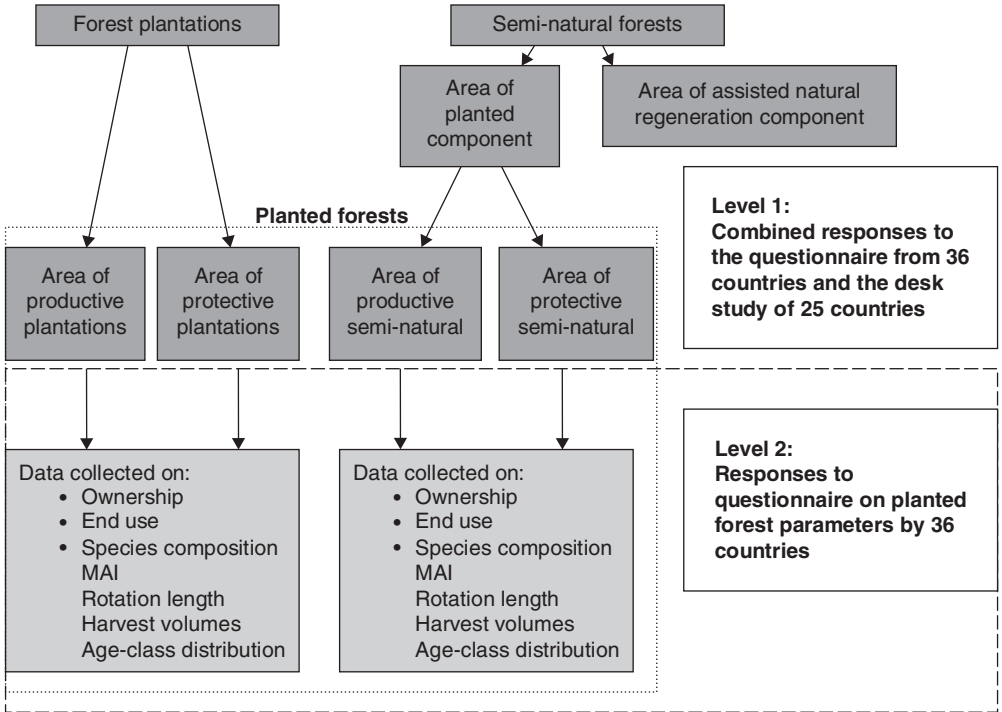 Forest plantations
Semi-natural forests
Area of
planted
component
Area of assisted natural
regeneration component
Planted forests
Area of
productive
plantations
Area of
protective
plantations
Area of
productive
semi-natural
Area of
protective
semi-natural
Level 1:
Combined responses to
the questionnaire from 36
countries and the desk
study of 25 countries
Data collected on:
• Ownership
• End use
• Species composition
MAI
Rotation length
Harvest volumes
Age-class distribution
Data collected on:
• Ownership
• End use
• Species composition
MAI
Rotation length
Harvest volumes
Age-class distribution
Level 2:
Responses to
questionnaire on planted
forest parameters by 36
countries